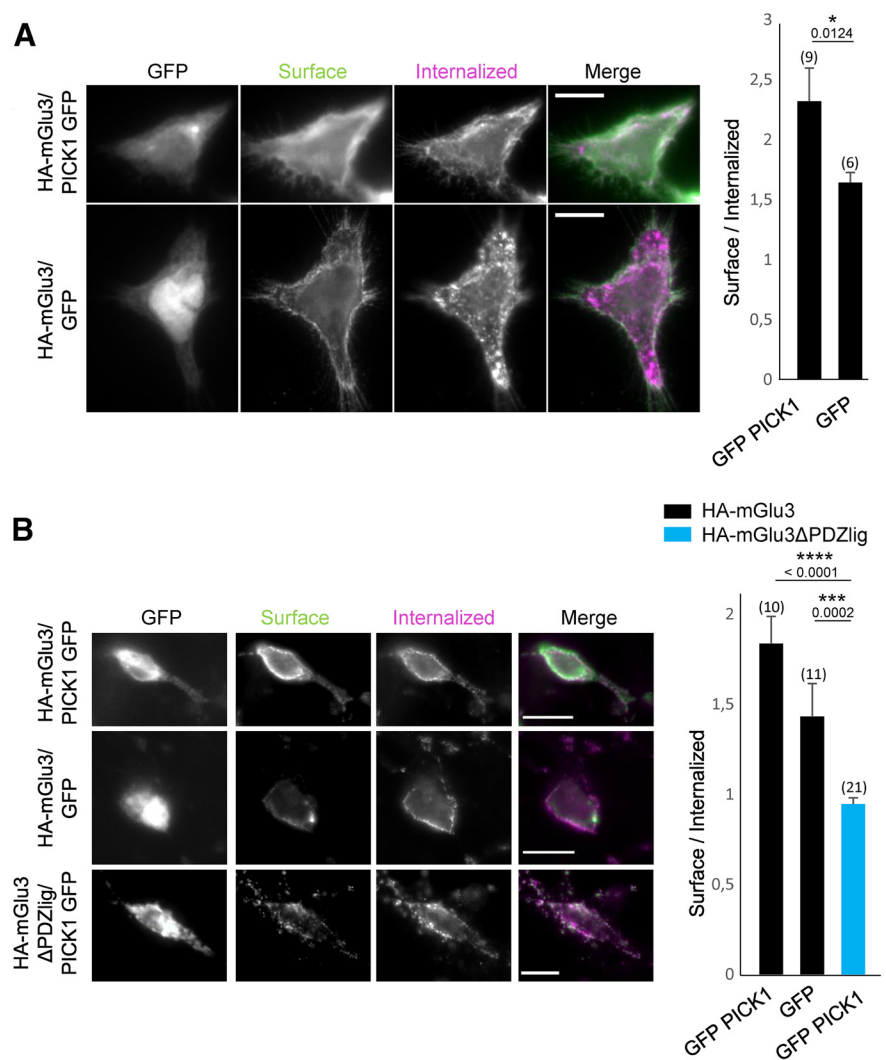 A
GFP
Surface
Internalized
Merge
HA-mGlu3/
PICK1 GFP
HA-mGlu3/
GFP
Surface / Internalized
3
2,5
2
1,5
1
0,5
0
*
0.0124
(9)
(6)
GFP PICK1
GFP
B
GFP
Surface
Internalized
Merge
HA-mGlu3/
PICK1 GFP
HA-mGlu3/
GFP
HA-mGlu3
ΔPDZlig/
PICK1 GFP
HA-mGlu3
HA-mGlu3ΔPDZlig
****
< 0.0001
***
0.0002
Surface / Internalized
2
1,5
1
0,5
0
(10)
(11)
(21)
GFP PICK1
GFP
GFP PICK1